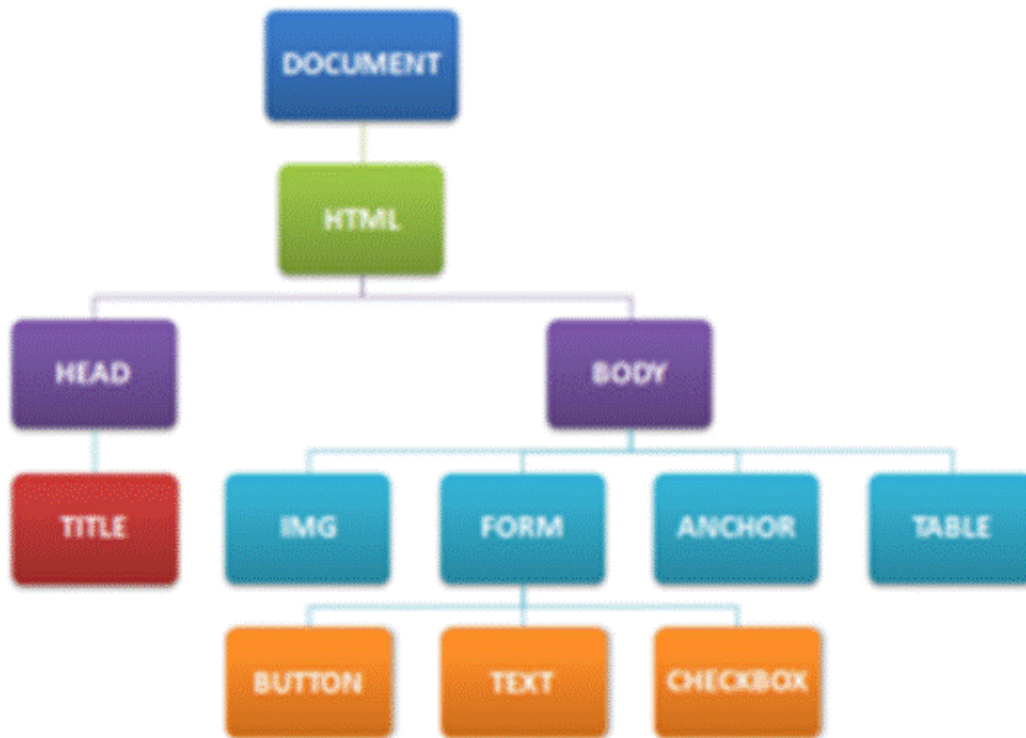 DOCUMENT
HTML
HEAD
BODY
TITLE
IMG
FORM
ANCHOR
TABLE
BUTTON
TEXT
CHECKBOX